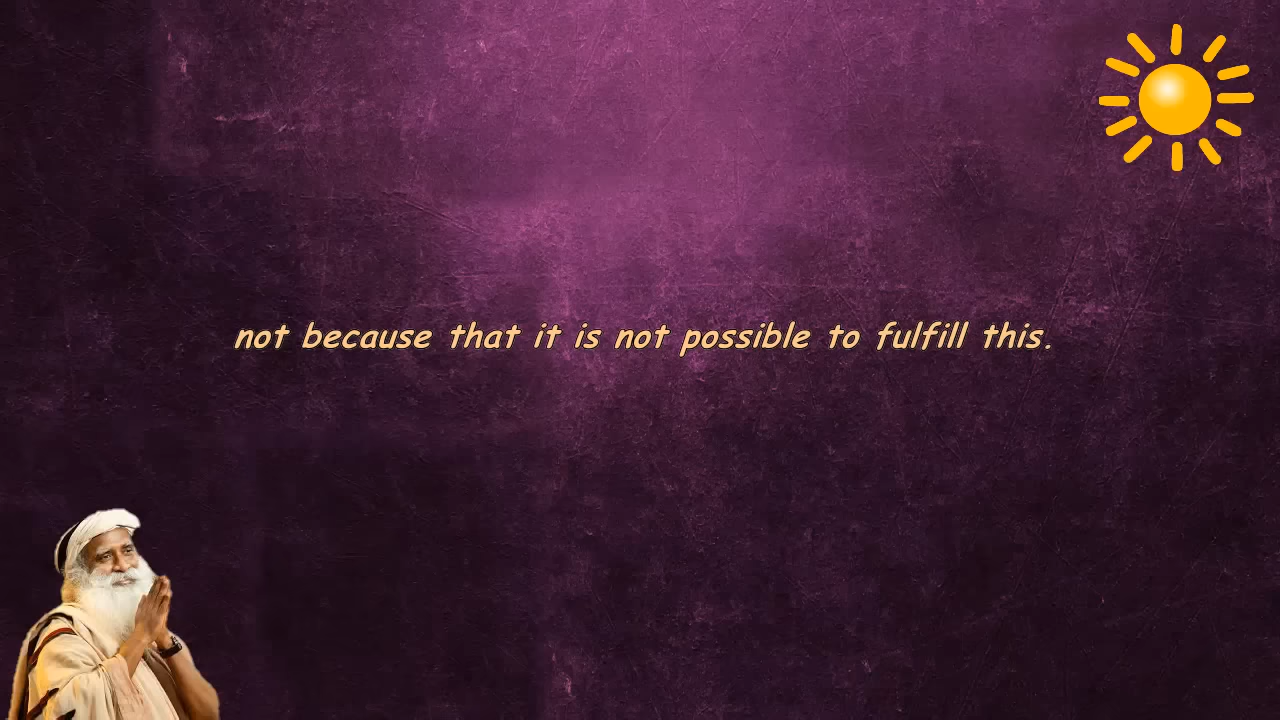 not because that it is not possible to fulfill this.